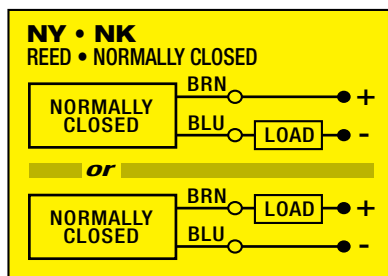 NY • NK
REED • NORMALLY CLOSED
BRN +
NORMALLY
CLOSED
BLU LOAD -
or
BRN LOAD +
NORMALLY
CLOSED
BLU -